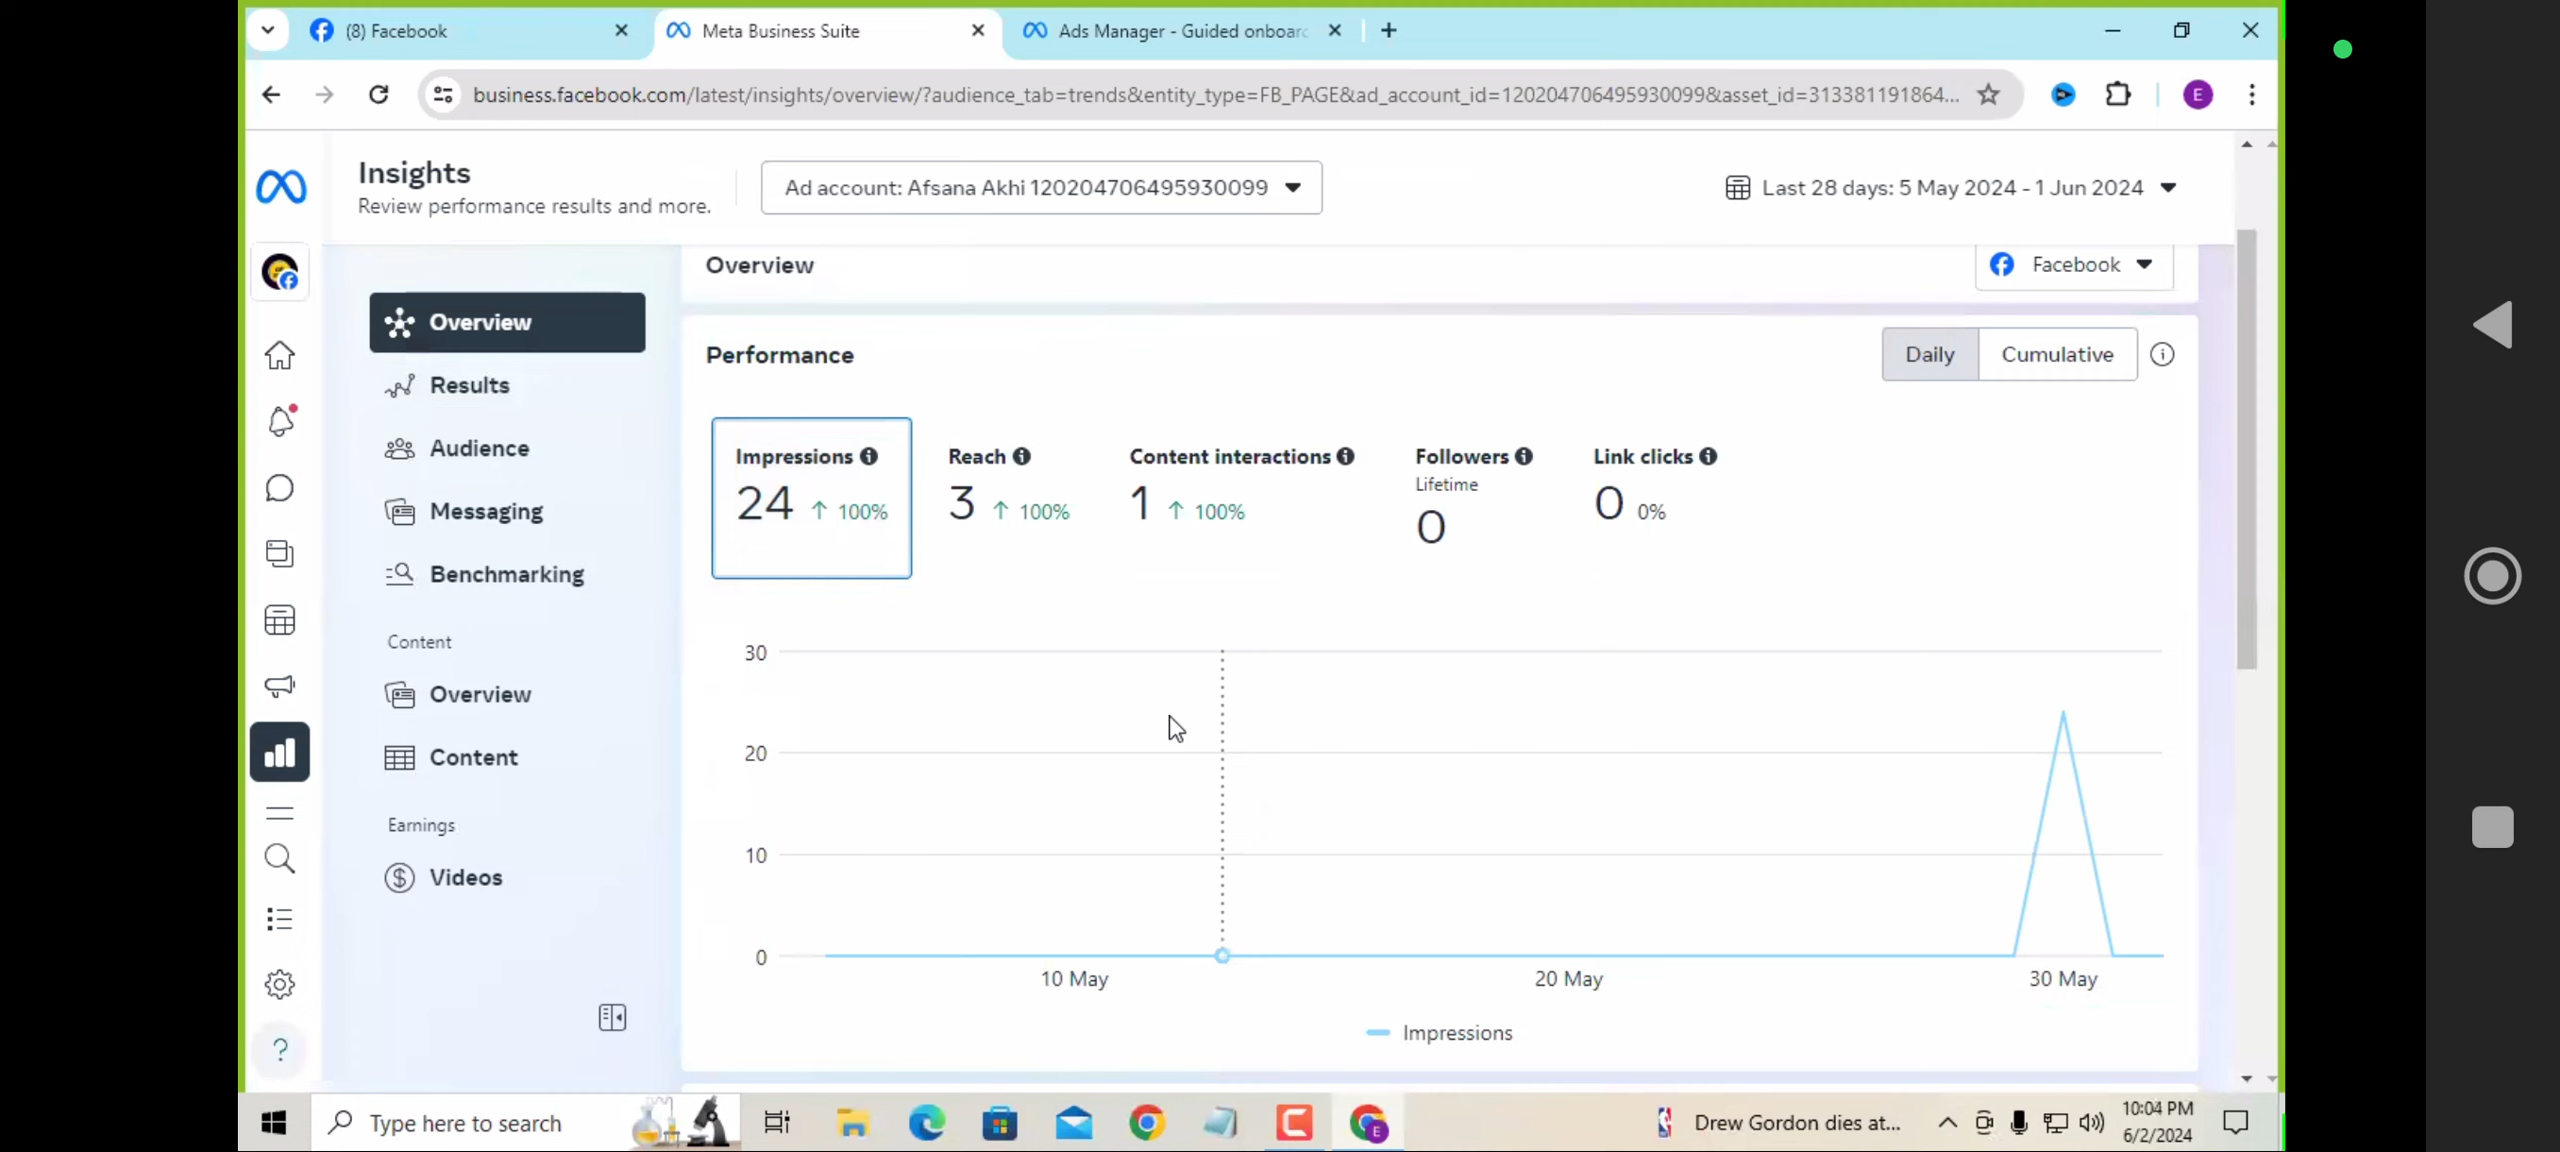 (8) Facebook
Meta Business Suite
Ads Manager - Guided onboar
business.facebook.com/latest/insights/overview/?audience_tab=trends&entity_type=FB_PAGE&ad_account_id=120204706495930099&asset_id=313381191864...
E
Insights
Review performance results and more.
Ad account: Afsana Akhi 120204706495930099
Last 28 days: 5 May 2024 - 1 Jun 2024
Overview
Facebook
Overview
Results
Audience
Messaging
Benchmarking
Content
Overview
Content
Earnings
Videos
Performance
Daily
Cumulative
Impressions
24 ↑ 100%
Reach
3 ↑ 100%
Content interactions
1 ↑ 100%
Followers
Lifetime
0
Link clicks
0 0%
30
20
10
0
10 May
20 May
30 May
Impressions
Type here to search
E
Drew Gordon dies at...
10:04 PM
6/2/2024